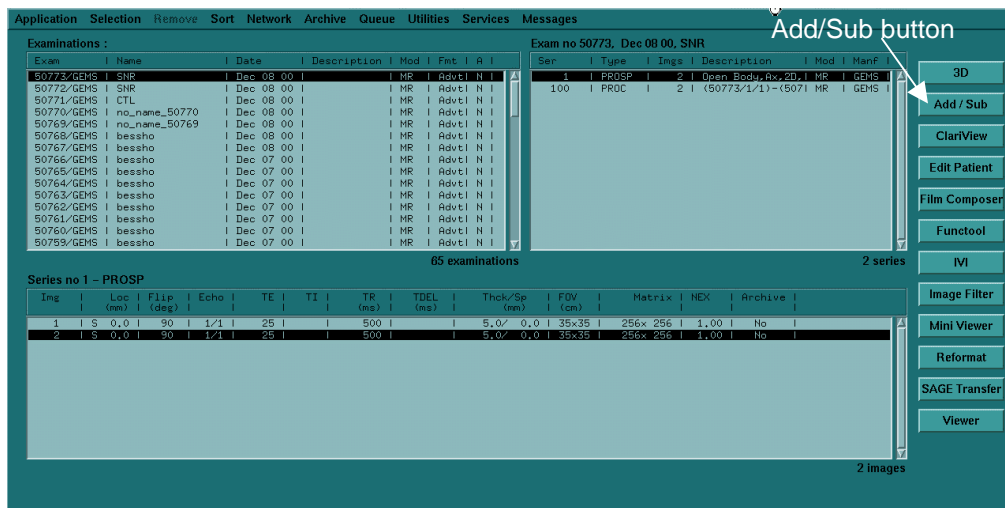 Application Selection Remove Sort Network Archive Queue Utilities Services Messages
Add/Sub button
Examinations :
Exam | Name | Date | Description | Mod | Fmt | A |
50773/GEMS | SNR | Dec 08 00 | | MR | Advt| N |
50772/GEMS | SNR | Dec 08 00 | | MR | Advt| N |
50771/GEMS | CTL | Dec 08 00 | | MR | Advt| N |
50770/GEMS | no_name_50770 | Dec 08 00 | | MR | Advt| N |
50769/GEMS | no_name_50769 | Dec 08 00 | | MR | Advt| N |
50768/GEMS | bessho | Dec 08 00 | | MR | Advt| N |
50767/GEMS | bessho | Dec 08 00 | | MR | Advt| N |
50766/GEMS | bessho | Dec 07 00 | | MR | Advt| N |
50765/GEMS | bessho | Dec 07 00 | | MR | Advt| N |
50764/GEMS | bessho | Dec 07 00 | | MR | Advt| N |
50763/GEMS | bessho | Dec 07 00 | | MR | Advt| N |
50762/GEMS | bessho | Dec 07 00 | | MR | Advt| N |
50761/GEMS | bessho | Dec 07 00 | | MR | Advt| N |
50760/GEMS | bessho | Dec 07 00 | | MR | Advt| N |
50759/GEMS | bessho | Dec 07 00 | | MR | Advt| N |
65 examinations
Exam no 50773, Dec 08 00, SNR
Ser | Type | Imgs | Description | Mod | Manf |
1 | PROSP | 2 | Open Body,Ax,2D,| MR | GEMS |
100 | PROC | 2 | (50773/1/1)-(507| MR | GEMS |
2 series
Series no 1 – PROSP
Img | Loc | Flip | Echo | TE | TI | TR | TDEL | Thck/Sp | FOV | Matrix | NEX | Archive |
| (mm) | (deg) | | | | (ms) | (ms) | (mm) | (cm) | | | |
1 | S 0.0 | 90 | 1/1 | 25 | | 500 | | 5.0/ 0.0 | 35x35 | 256x 256 | 1.00 | No |
2 | S 0.0 | 90 | 1/1 | 25 | | 500 | | 5.0/ 0.0 | 35x35 | 256x 256 | 1.00 | No |
2 images
3D
Add / Sub
ClariView
Edit Patient
Film Composer
Functool
IVI
Image Filter
Mini Viewer
Reformat
SAGE Transfer
Viewer